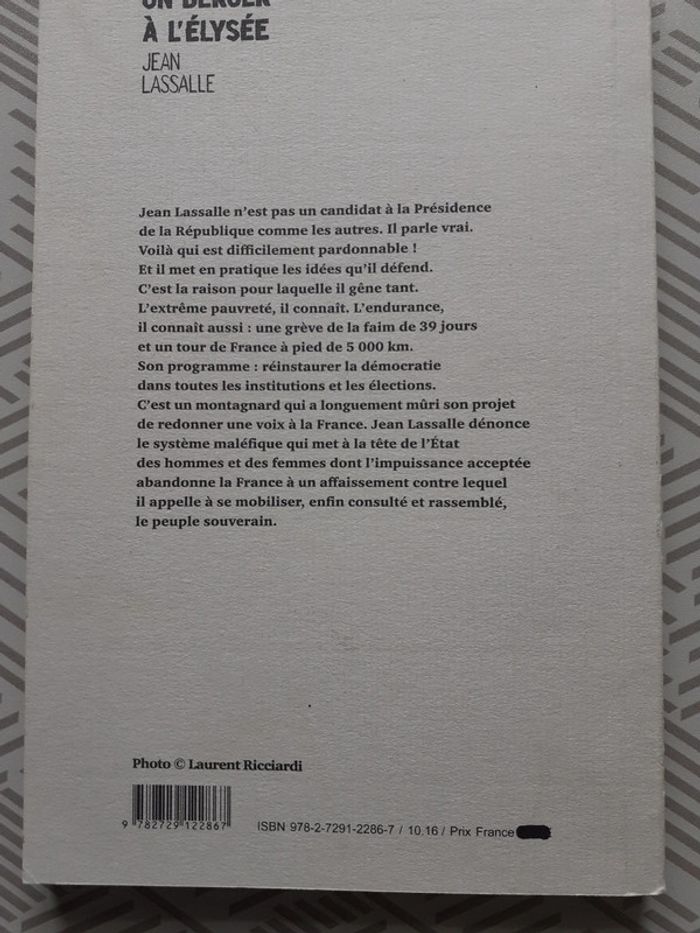 UN BERGER
À L'ÉLYSÉE
JEAN
LASSALLE
Jean Lassalle n'est pas un candidat à la Présidence
de la République comme les autres. Il parle vrai.
Voilà qui est difficilement pardonnable !
Et il met en pratique les idées qu'il défend.
C'est la raison pour laquelle il gêne tant.
L'extrême pauvreté, il connaît. L'endurance,
il connaît aussi : une grève de la faim de 39 jours
et un tour de France à pied de 5 000 km.
Son programme : réinstaurer la démocratie
dans toutes les institutions et les élections.
C'est un montagnard qui a longuement mûri son projet
de redonner une voix à la France. Jean Lassalle dénonce
le système maléfique qui met à la tête de l'État
des hommes et des femmes dont l'impuissance acceptée
abandonne la France à un affaissement contre lequel
il appelle à se mobiliser, enfin consulté et rassemblé,
le peuple souverain.
Photo © Laurent Ricciardi
9 782729 122867
ISBN 978-2-7291-2286-7 / 10.16 / Prix France